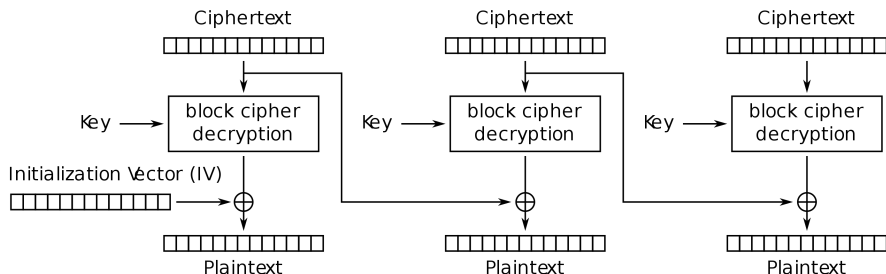 Ciphertext
Ciphertext
Ciphertext
Key
block cipher
decryption
Key
block cipher
decryption
Key
block cipher
decryption
Initialization Vector (IV)
Plaintext
Plaintext
Plaintext